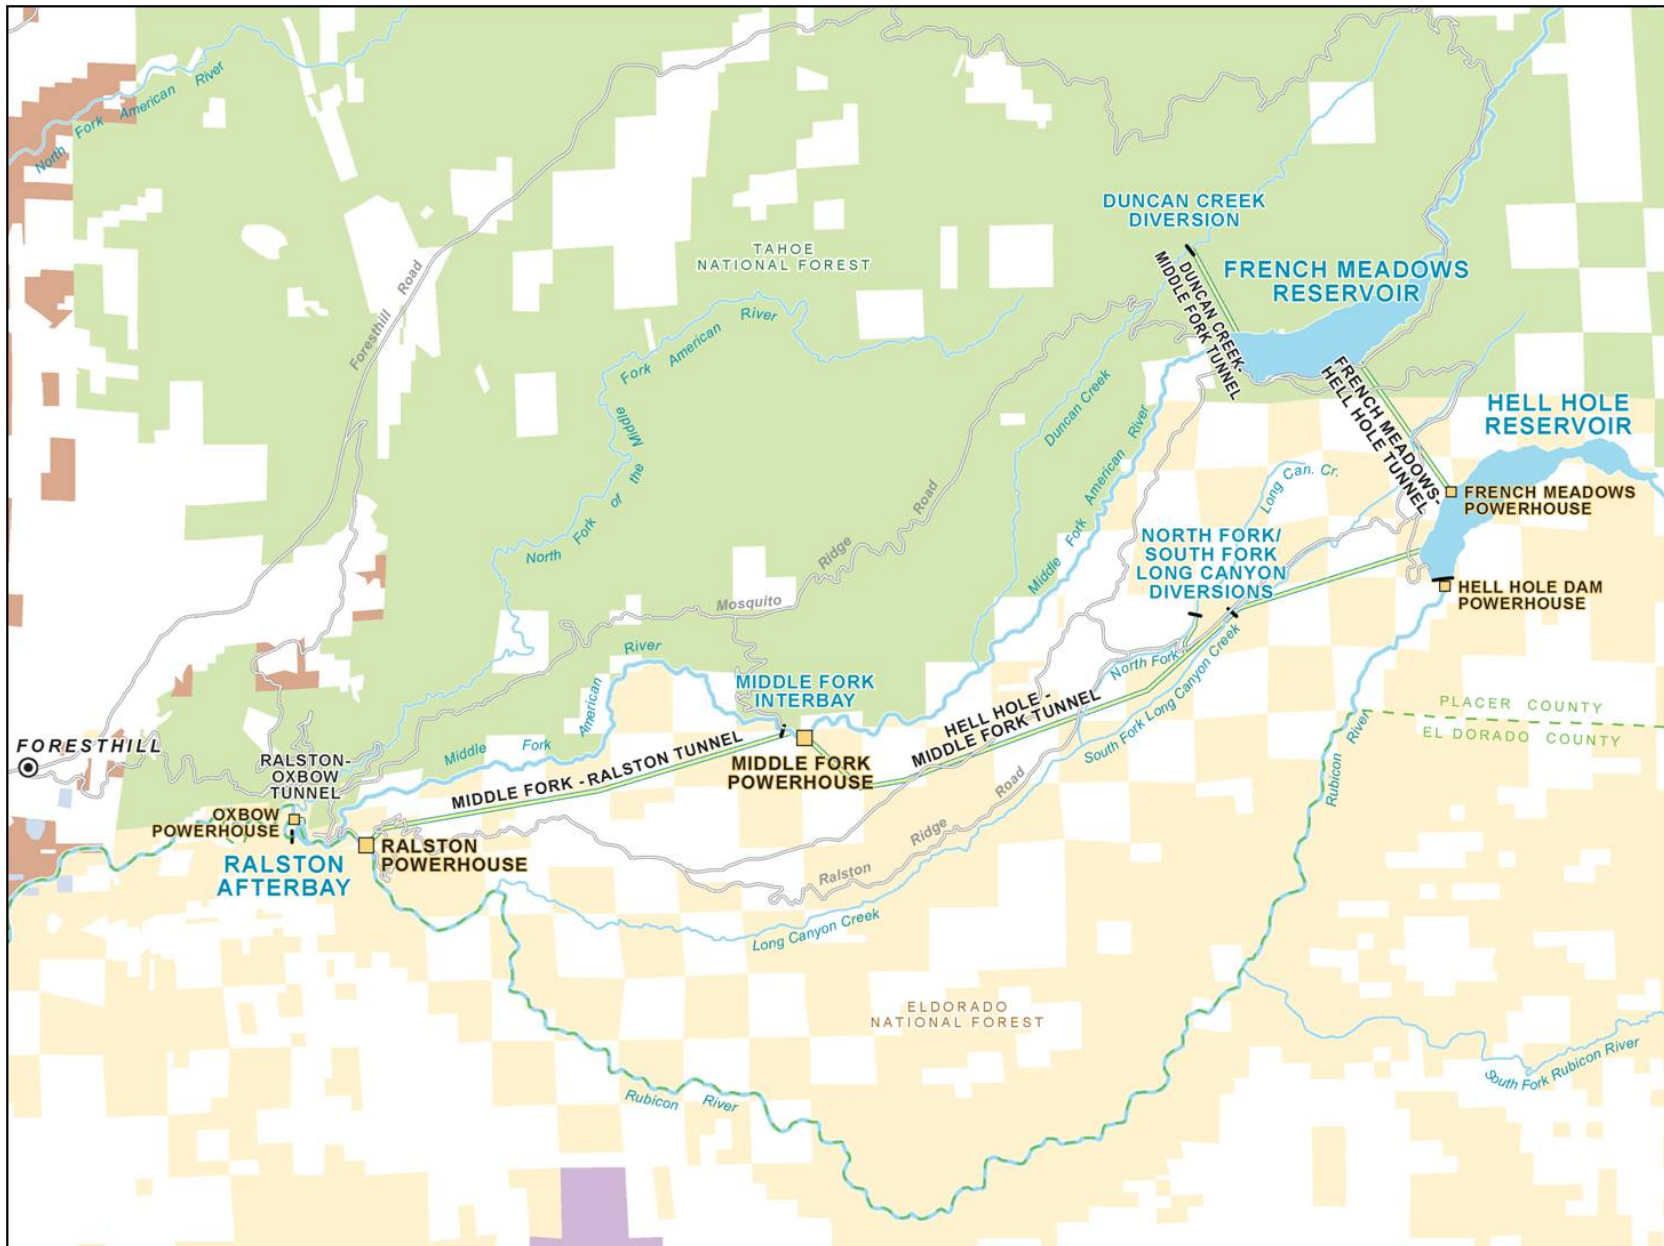 North Fork American River
Foresthill Road
TAHOE
NATIONAL FOREST
DUNCAN CREEK
DIVERSION
DUNCAN CREEK-
MIDDLE FORK TUNNEL
FRENCH MEADOWS
RESERVOIR
FRENCH MEADOWS-
HELL HOLE TUNNEL
HELL HOLE
RESERVOIR
FRENCH MEADOWS
POWERHOUSE
HELL HOLE DAM
POWERHOUSE
North Fork of the Middle Fork American River
Duncan Creek
Middle Fork American River
Long Can. Cr.
NORTH FORK/
SOUTH FORK
LONG CANYON
DIVERSIONS
Mosquito Ridge Road
North Fork
South Fork Long Canyon Creek
HELL HOLE -
MIDDLE FORK TUNNEL
MIDDLE FORK
INTERBAY
MIDDLE FORK
POWERHOUSE
Middle Fork American River
MIDDLE FORK - RALSTON TUNNEL
PLACER COUNTY
EL DORADO COUNTY
FORESTHILL
RALSTON-
OXBOW
TUNNEL
OXBOW
POWERHOUSE
RALSTON
AFTERBAY
RALSTON
POWERHOUSE
Ralston Ridge Road
Long Canyon Creek
Rubicon River
ELDORADO
NATIONAL FOREST
Rubicon River
South Fork Rubicon River